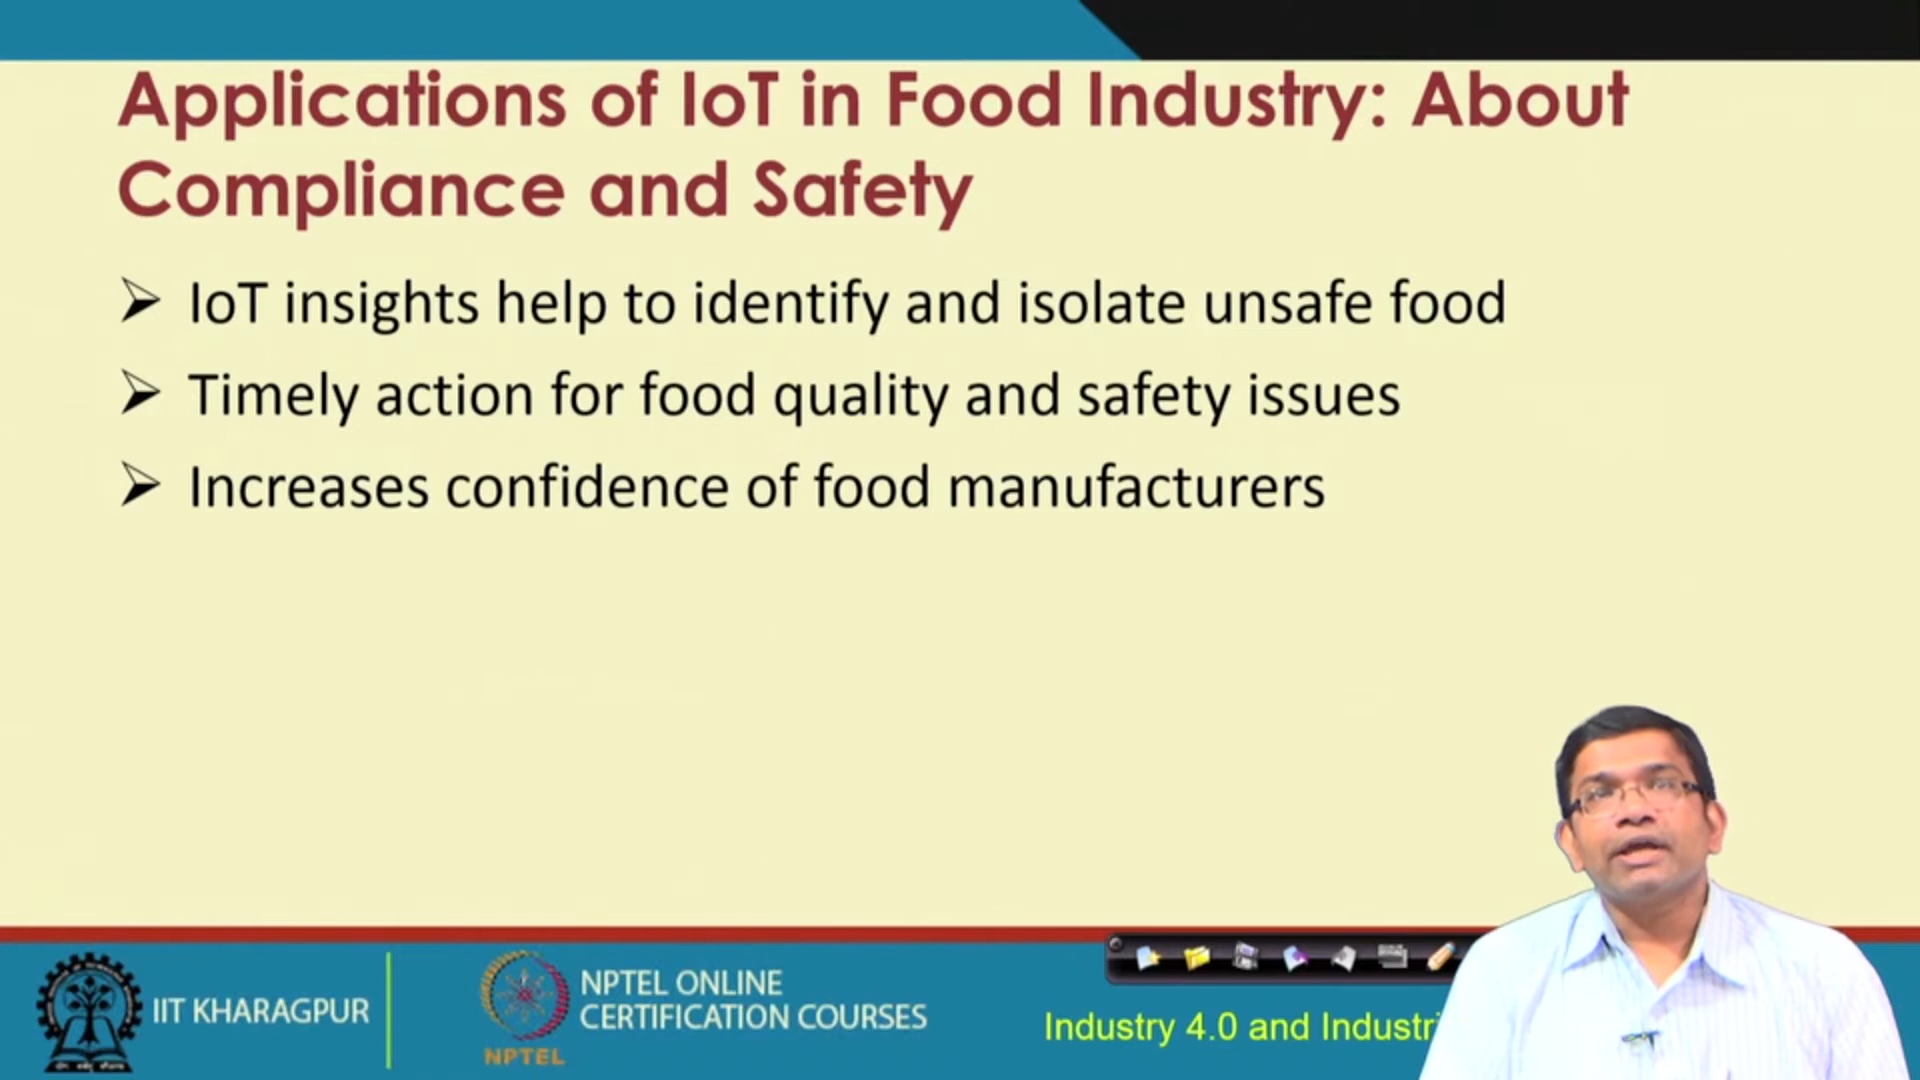 Applications of IoT in Food Industry: About
Compliance and Safety
➢ IoT insights help to identify and isolate unsafe food
➢ Timely action for food quality and safety issues
➢ Increases confidence of food manufacturers
IIT KHARAGPUR
NPTEL
NPTEL ONLINE
CERTIFICATION COURSES
Industry 4.0 and Industri